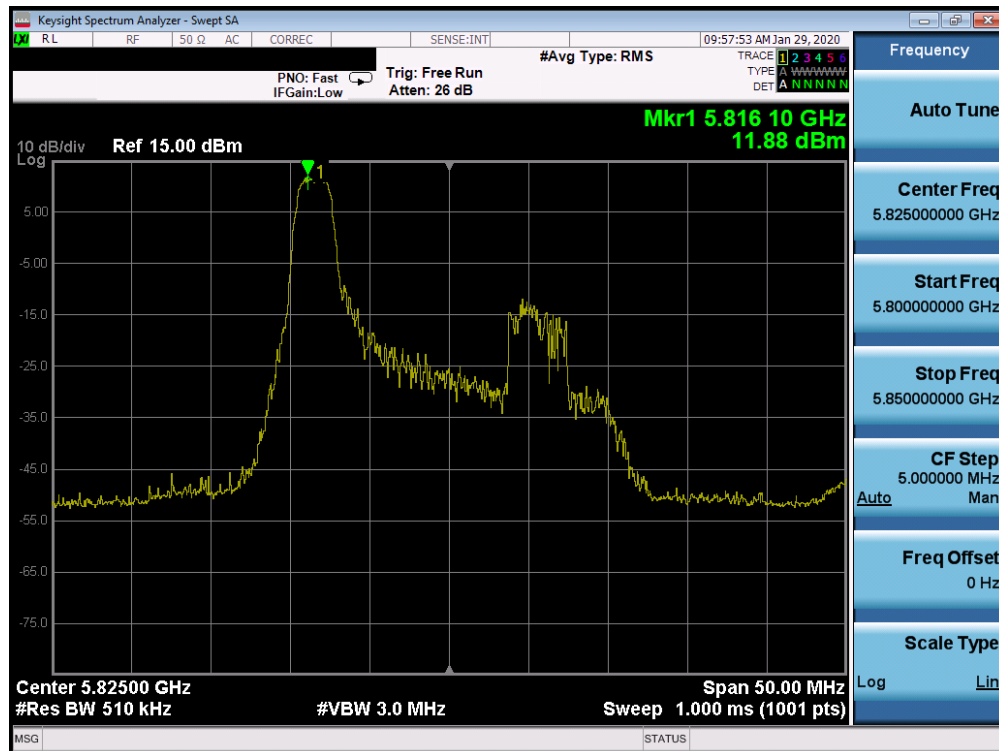 Keysight Spectrum Analyzer - Swept SA
LXI RL RF 50 Ω AC CORREC SENSE:INT 09:57:53 AM Jan 29, 2020
#Avg Type: RMS TRACE 1 2 3 4 5 6
PNO: Fast Trig: Free Run TYPE A WWWWW
IFGain:Low Atten: 26 dB DET A N N N N N
Mkr1 5.816 10 GHz
11.88 dBm
10 dB/div Ref 15.00 dBm
Log
1
5.00
-5.00
-15.0
-25.0
-35.0
-45.0
-55.0
-65.0
-75.0
Center 5.82500 GHz Span 50.00 MHz
#Res BW 510 kHz #VBW 3.0 MHz Sweep 1.000 ms (1001 pts)
MSG STATUS
Frequency
Auto Tune
Center Freq
5.825000000 GHz
Start Freq
5.800000000 GHz
Stop Freq
5.850000000 GHz
CF Step
5.000000 MHz
Auto Man
Freq Offset
0 Hz
Scale Type
Log Lin